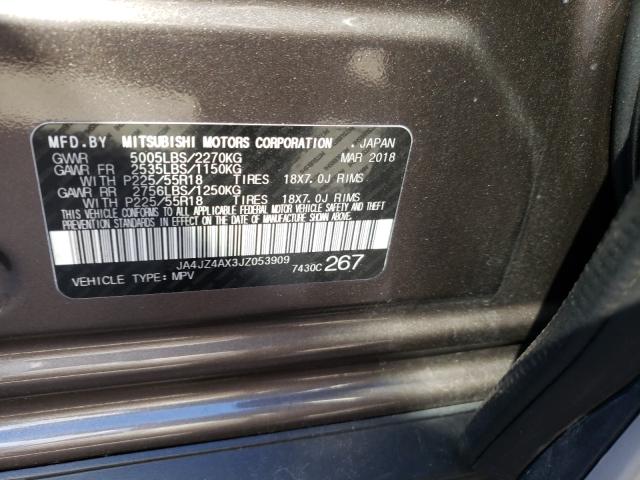 MFD.BY MITSUBISHI MOTORS CORPORATION . JAPAN
GVWR 5005LBS/2270KG MAR 2018
GAWR FR 2535LBS/1150KG
WITH P225/55R18 TIRES 18X7.0J RIMS
GAWR RR 2756LBS/1250KG
WITH P225/55R18 TIRES 18X7.0J RIMS
THIS VEHICLE CONFORMS TO ALL APPLICABLE FEDERAL MOTOR VEHICLE SAFETY AND THEFT
PREVENTION STANDARDS IN EFFECT ON THE DATE OF MANUFACTURE SHOWN ABOVE.
JA4JZ4AX3JZ053909
VEHICLE TYPE: MPV 7430C 267